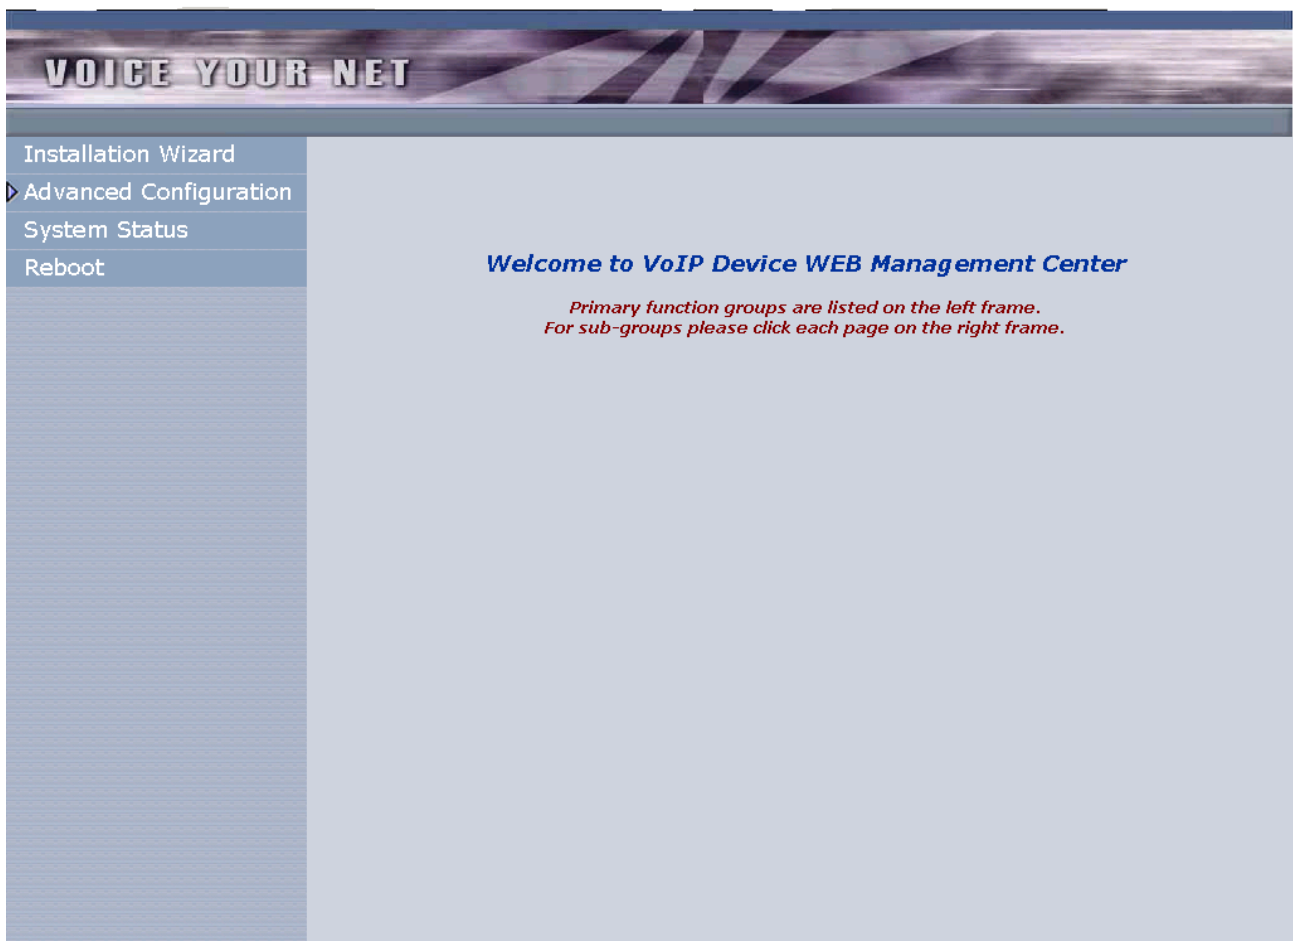 VOICE YOUR NET
Installation Wizard
Advanced Configuration
System Status
Reboot
Welcome to VoIP Device WEB Management Center
Primary function groups are listed on the left frame.
For sub-groups please click each page on the right frame.